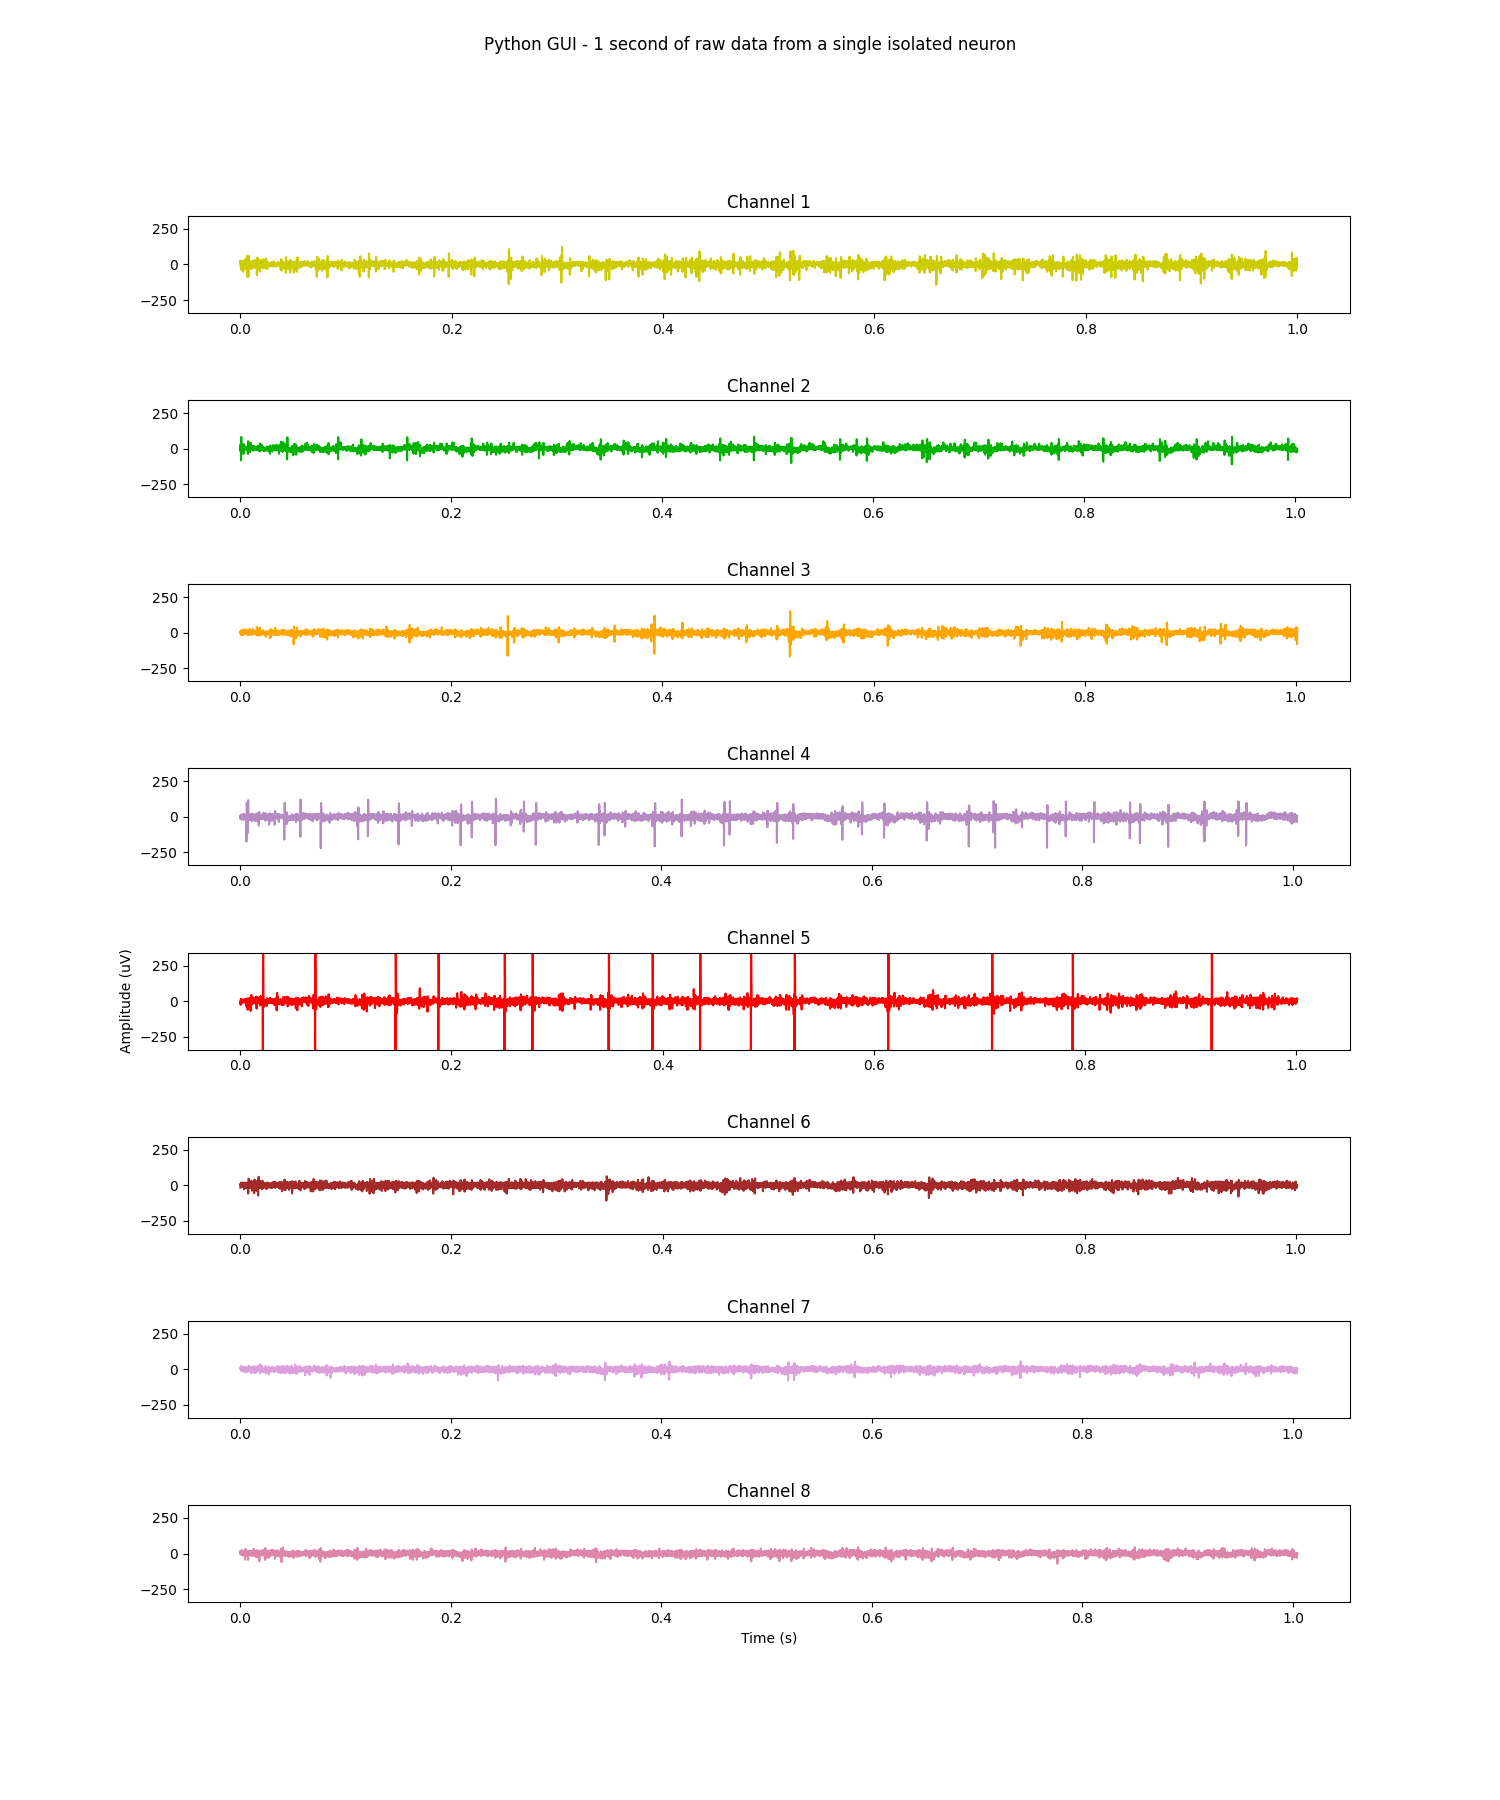 Python GUI - 1 second of raw data from a single isolated neuron
Channel 1
250
0
−250
0.0 0.2 0.4 0.6 0.8 1.0
Channel 2
250
0
−250
0.0 0.2 0.4 0.6 0.8 1.0
Channel 3
250
0
−250
0.0 0.2 0.4 0.6 0.8 1.0
Channel 4
250
0
−250
0.0 0.2 0.4 0.6 0.8 1.0
Channel 5
Amplitude (uV)
250
0
−250
0.0 0.2 0.4 0.6 0.8 1.0
Channel 6
250
0
−250
0.0 0.2 0.4 0.6 0.8 1.0
Channel 7
250
0
−250
0.0 0.2 0.4 0.6 0.8 1.0
Channel 8
250
0
−250
0.0 0.2 0.4 0.6 0.8 1.0
Time (s)